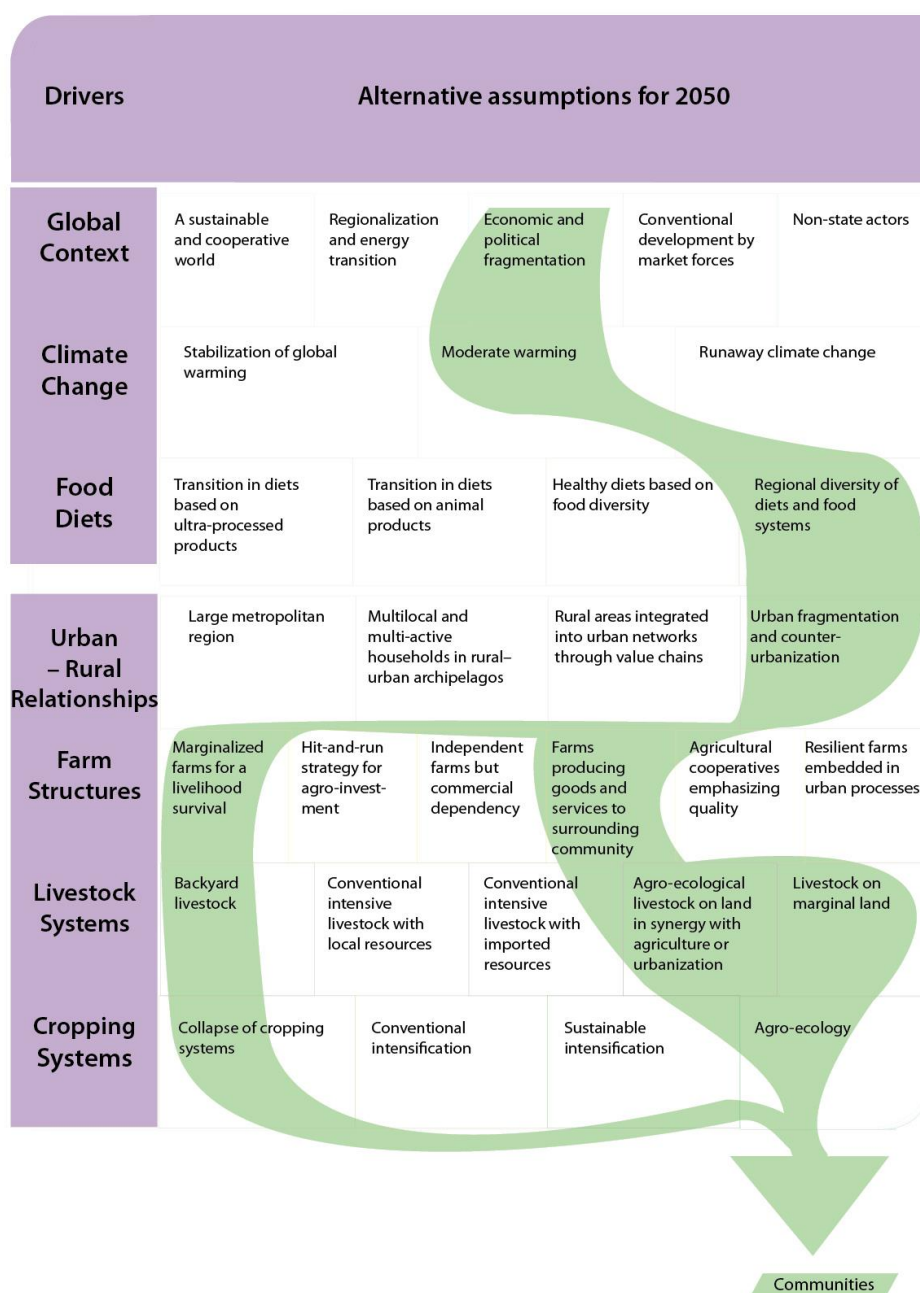 Drivers
Alternative assumptions for 2050
Global
Context
A sustainable
and cooperative
world
Regionalization
and energy
transition
Economic and
political
fragmentation
Conventional
development by
market forces
Non-state actors
Climate
Change
Stabilization of global
warming
Moderate warming
Runaway climate change
Food
Diets
Transition in diets
based on
ultra-processed
products
Transition in diets
based on animal
products
Healthy diets based on
food diversity
Regional diversity of
diets and food
systems
Urban
– Rural
Relationships
Large metropolitan
region
Multilocal and
multi-active
households in rural–
urban archipelagos
Rural areas integrated
into urban networks
through value chains
Urban fragmentation
and counter-
urbanization
Farm
Structures
Marginalized
farms for a
livelihood
survival
Hit-and-run
strategy for
agro-invest-
ment
Independent
farms but
commercial
dependency
Farms
producing
goods and
services to
surrounding
community
Agricultural
cooperatives
emphasizing
quality
Resilient farms
embedded in
urban processes
Livestock
Systems
Backyard
livestock
Conventional
intensive
livestock with
local resources
Conventional
intensive
livestock with
imported
resources
Agro-ecological
livestock on land
in synergy with
agriculture or
urbanization
Livestock on
marginal land
Cropping
Systems
Collapse of cropping
systems
Conventional
intensification
Sustainable
intensification
Agro-ecology
Communities